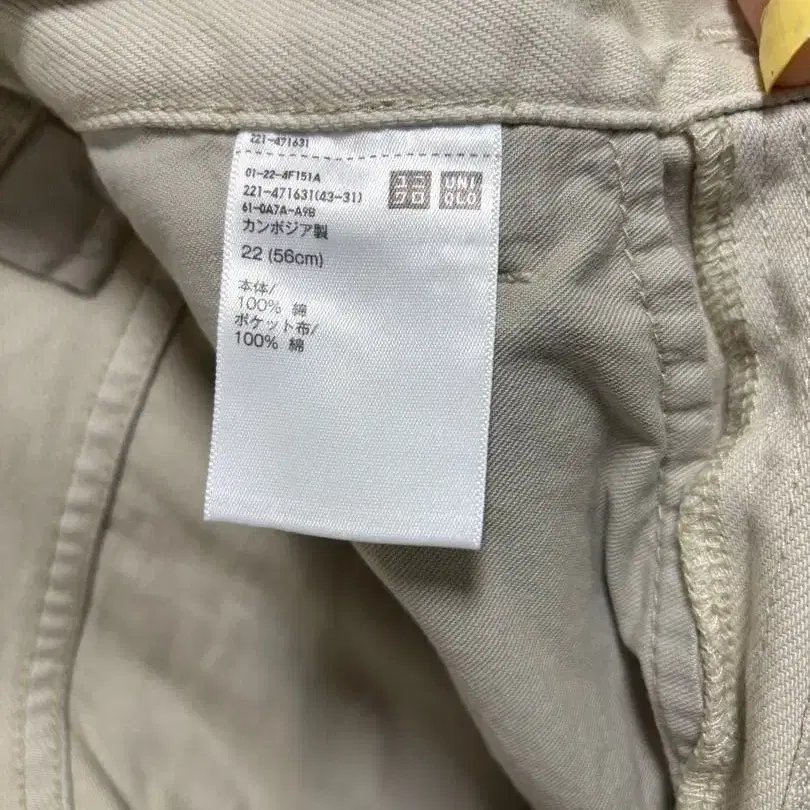 221-471631
01-22-4F151A
221-471631(43-31)
61-0A7A-A9B
ユニ
クロ
UNI
QLO
カンボジア製
22 (56cm)
本体/
100% 綿
ポケット布/
100% 綿